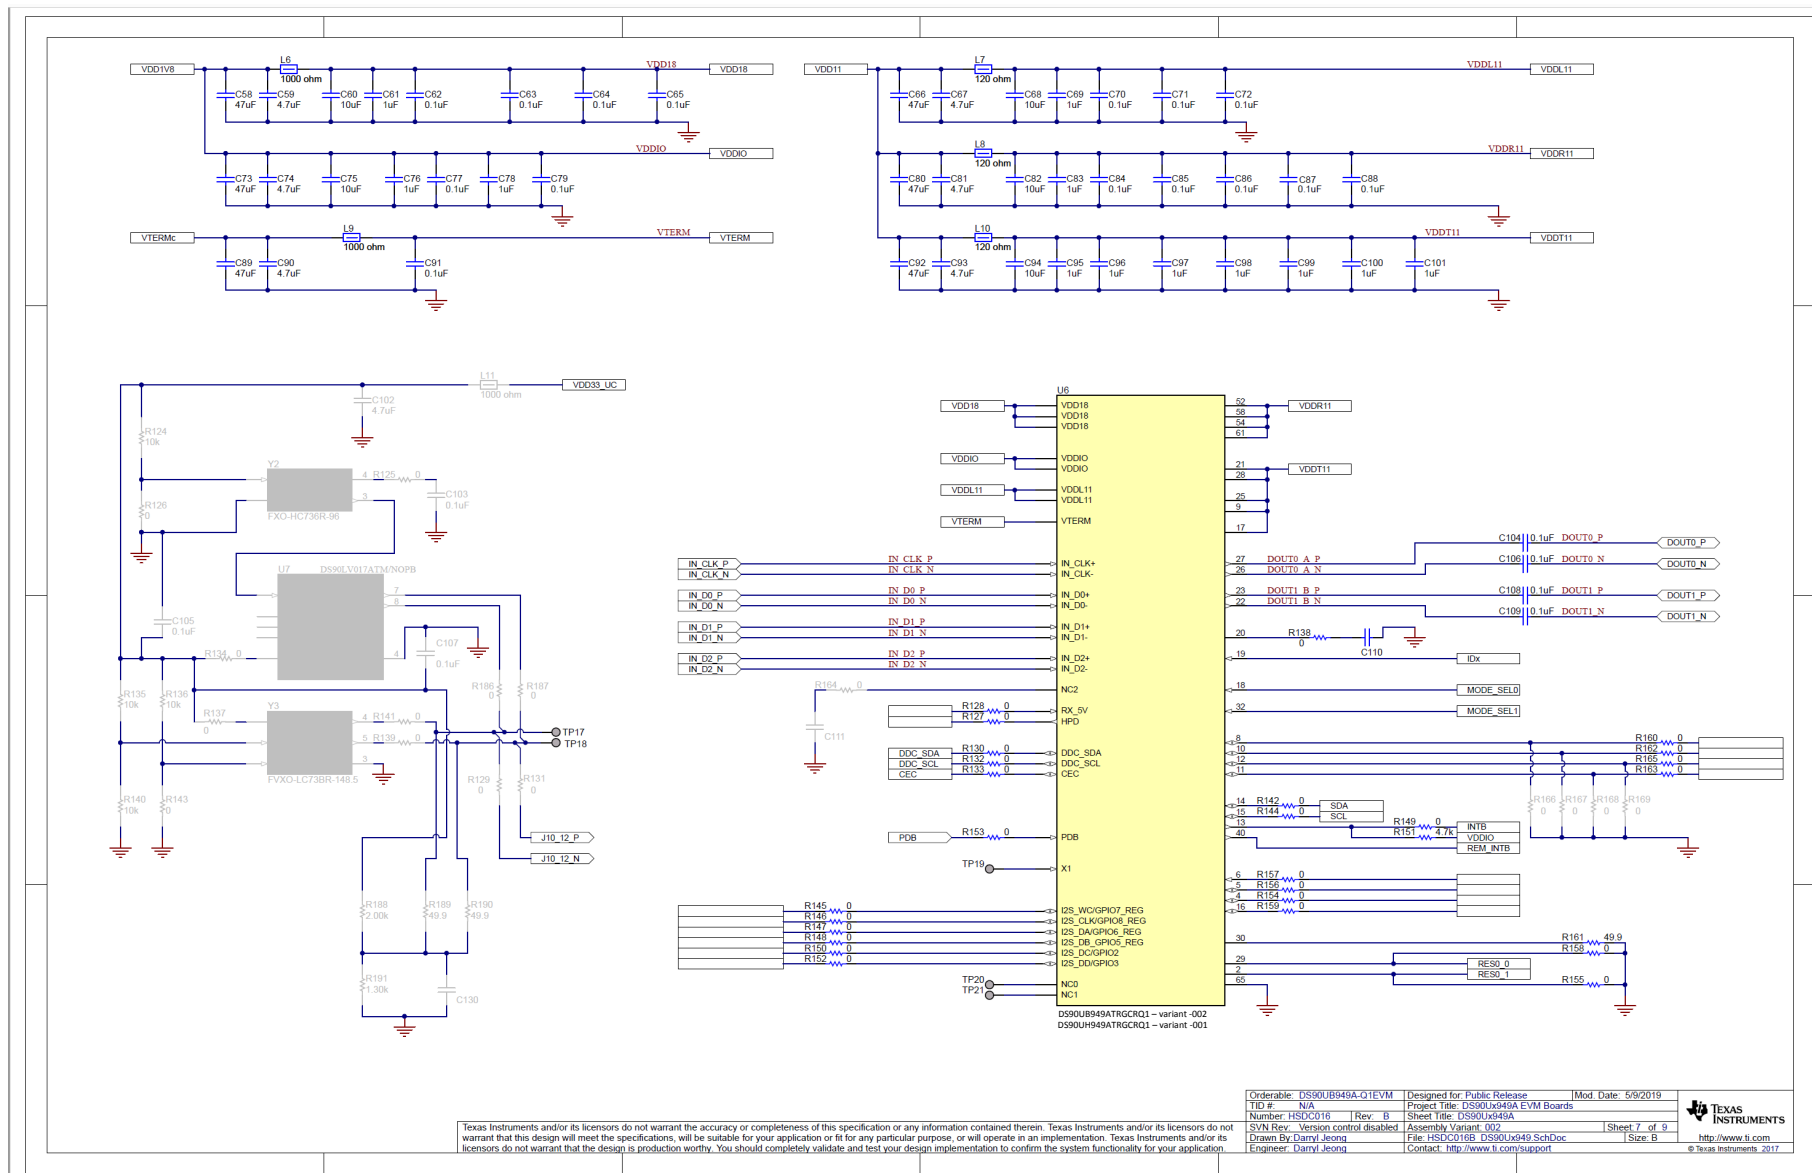 VDD1V8
L6
1000 ohm
VDD18
VDD18
C58
47uF
C59
4.7uF
C60
10uF
C61
1uF
C62
0.1uF
C63
0.1uF
C64
0.1uF
C65
0.1uF
VDDIO
VDDIO
C73
47uF
C74
4.7uF
C75
10uF
C76
1uF
C77
0.1uF
C78
1uF
C79
0.1uF
VTERMc
L9
1000 ohm
VTERM
VTERM
C89
47uF
C90
4.7uF
C91
0.1uF
VDD11
L7
120 ohm
VDDL11
VDDL11
C66
47uF
C67
4.7uF
C68
10uF
C69
1uF
C70
0.1uF
C71
0.1uF
C72
0.1uF
L8
120 ohm
VDDR11
VDDR11
C80
47uF
C81
4.7uF
C82
10uF
C83
1uF
C84
0.1uF
C85
0.1uF
C86
0.1uF
C87
0.1uF
C88
0.1uF
L10
120 ohm
VDDT11
VDDT11
C92
47uF
C93
4.7uF
C94
10uF
C95
1uF
C96
1uF
C97
1uF
C98
1uF
C99
1uF
C100
1uF
C101
1uF
L11
1000 ohm
VDD33_UC
C102
4.7uF
R124
10k
Y2
4 R125 0
3
FXO-HC736R-96
C103
0.1uF
R126
0
U7
DS90LV017ATM/NOPB
7
8
4
C105
0.1uF
C107
0.1uF
R134 0
R135
10k
R136
10k
R137
0
Y3
4 R141 0
5 R139 0
3
FVXO-LC73BR-148.5
R186
0
R187
0
TP17
TP18
R129
0
R131
0
R140
10k
R143
0
J10_12_P
J10_12_N
R188
2.00k
R189
49.9
R190
49.9
R191
1.30k
C130
U6
VDD18
VDD18
VDD18
VDD18
VDDIO
VDDIO
VDDIO
VDDL11
VDDL11
VDDL11
VTERM
VTERM
IN_CLK_P IN_CLK_P IN_CLK+
IN_CLK_N IN_CLK_N IN_CLK-
IN_D0_P IN_D0_P IN_D0+
IN_D0_N IN_D0_N IN_D0-
IN_D1_P IN_D1_P IN_D1+
IN_D1_N IN_D1_N IN_D1-
IN_D2_P IN_D2_P IN_D2+
IN_D2_N IN_D2_N IN_D2-
R164 0 NC2
C111
R128 0 RX_5V
R127 0 HPD
DDC_SDA R130 0 DDC_SDA
DDC_SCL R132 0 DDC_SCL
CEC R133 0 CEC
PDB R153 0 PDB
TP19 X1
R145 0 I2S_WC/GPIO7_REG
R146 0 I2S_CLK/GPIO8_REG
R147 0 I2S_DA/GPIO6_REG
R148 0 I2S_DB_GPIO5_REG
R150 0 I2S_DC/GPIO2
R152 0 I2S_DD/GPIO3
TP20 NC0
TP21 NC1
DS90UB949ATRGCRQ1 – variant -002
DS90UH949ATRGCRQ1 – variant -001
52 VDDR11
58
54
61
21 VDDT11
28
25
9
17
27 DOUT0_A_P C104 0.1uF DOUT0_P DOUT0_P
26 DOUT0_A_N C106 0.1uF DOUT0_N DOUT0_N
23 DOUT1_B_P C108 0.1uF DOUT1_P DOUT1_P
22 DOUT1_B_N C109 0.1uF DOUT1_N DOUT1_N
20 R138 0 C110
19 IDx
18 MODE_SEL0
32 MODE_SEL1
8 R160 0
10 R162 0
12 R165 0
11 R163 0
R166
0
R167
0
R168
0
R169
0
14 R142 0 SDA
15 R144 0 SCL
13 R149 0 INTB
R151 4.7k VDDIO
40 REM_INTB
6 R157 0
5 R156 0
4 R154 0
16 R159 0
30 R161 49.9
R158 0
29 RES0_0
2 RES0_1
65 R155 0
Texas Instruments and/or its licensors do not warrant the accuracy or completeness of this specification or any information contained therein. Texas Instruments and/or its licensors do not
warrant that this design will meet the specifications, will be suitable for your application or fit for any particular purpose, or will operate in an implementation. Texas Instruments and/or its
licensors do not warrant that the design is production worthy. You should completely validate and test your design implementation to confirm the system functionality for your application.
Orderable: DS90UB949A-Q1EVM Designed for: Public Release Mod. Date: 5/9/2019
TID #: N/A Project Title: DS90Ux949A EVM Boards
Number: HSDC016 Rev: B Sheet Title: DS90Ux949A
SVN Rev: Version control disabled Assembly Variant: 002 Sheet: 7 of 9
Drawn By: Darryl Jeong File: HSDC016B_DS90Ux949.SchDoc Size: B
Engineer: Darryl Jeong Contact: http://www.ti.com/support
TEXAS
INSTRUMENTS
http://www.ti.com
© Texas Instruments 2017